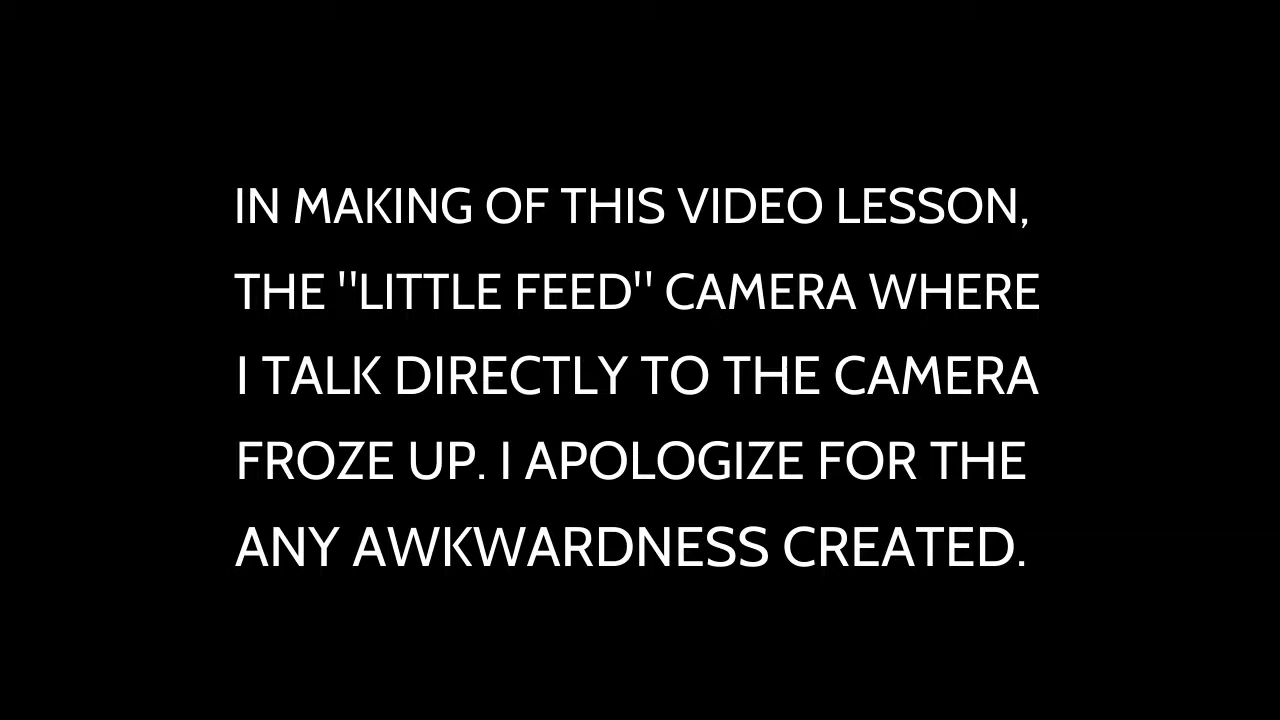 IN MAKING OF THIS VIDEO LESSON,
THE "LITTLE FEED" CAMERA WHERE
I TALK DIRECTLY TO THE CAMERA
FROZE UP. I APOLOGIZE FOR THE
ANY AWKWARDNESS CREATED.